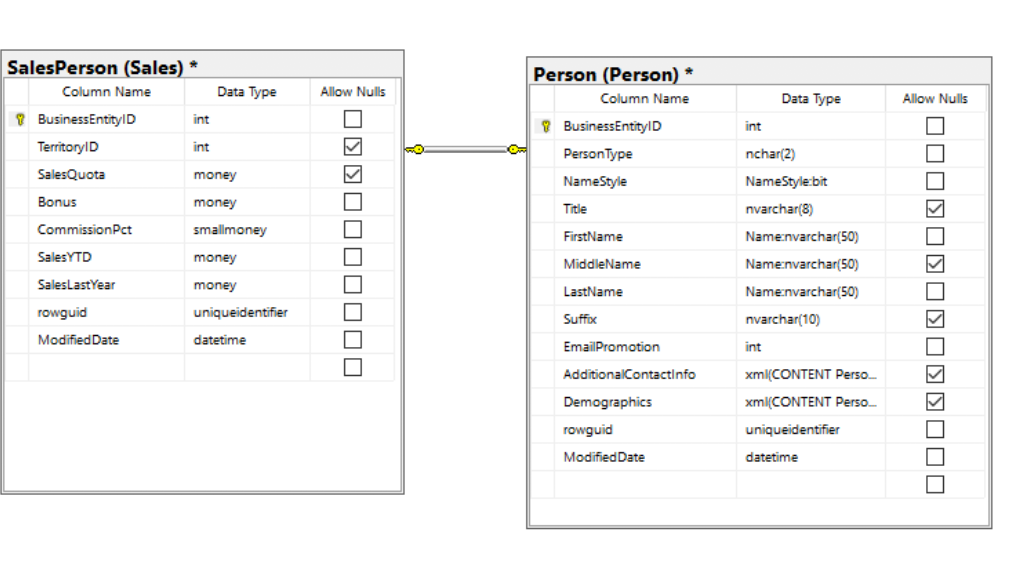 SalesPerson (Sales) *
Column Name Data Type Allow Nulls
BusinessEntityID int
TerritoryID int
SalesQuota money
Bonus money
CommissionPct smallmoney
SalesYTD money
SalesLastYear money
rowguid uniqueidentifier
ModifiedDate datetime
Person (Person) *
Column Name Data Type Allow Nulls
BusinessEntityID int
PersonType nchar(2)
NameStyle NameStyle:bit
Title nvarchar(8)
FirstName Name:nvarchar(50)
MiddleName Name:nvarchar(50)
LastName Name:nvarchar(50)
Suffix nvarchar(10)
EmailPromotion int
AdditionalContactInfo xml(CONTENT Perso...
Demographics xml(CONTENT Perso...
rowguid uniqueidentifier
ModifiedDate datetime